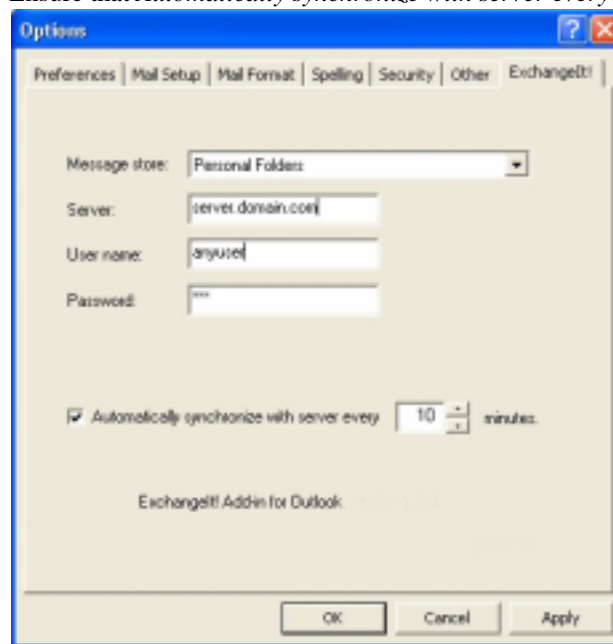 Ensure that Automatically synchronize with server every
Options
Preferences Mail Setup Mail Format Spelling Security Other ExchangeIt!
Message store: Personal Folders
Server: server.domain.com
User name: anyuser
Password: ***
Automatically synchronize with server every 10 minutes.
ExchangeIt! Add-in for Outlook
OK Cancel Apply